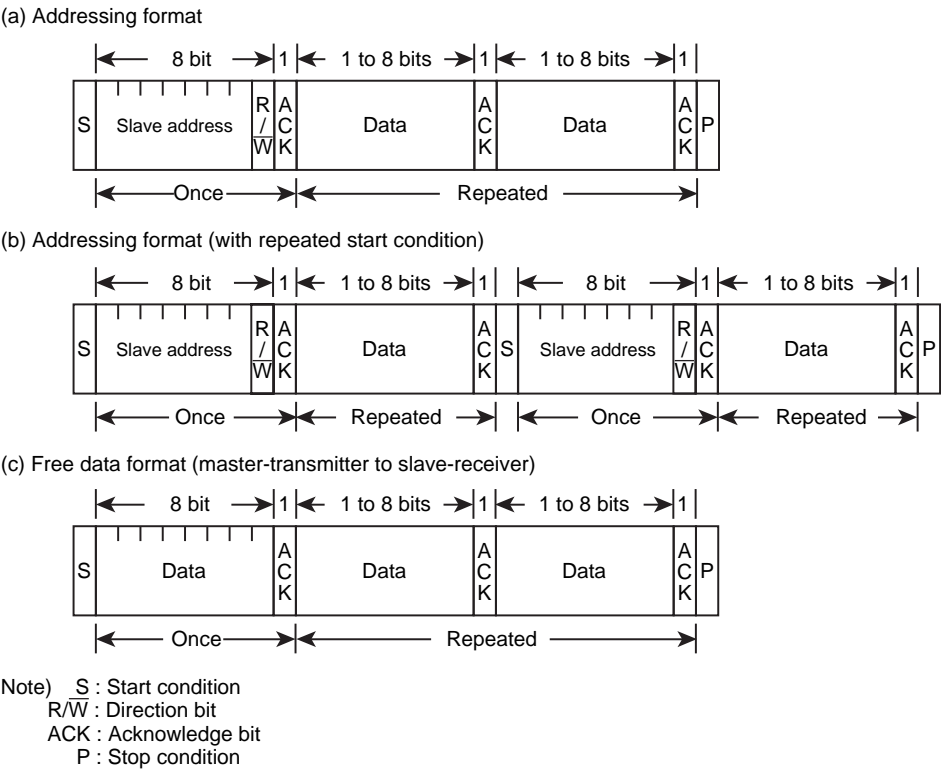 (a) Addressing format
8 bit 1 1 to 8 bits 1 1 to 8 bits 1
S Slave address R/W ACK Data ACK Data ACK P
Once Repeated
(b) Addressing format (with repeated start condition)
8 bit 1 1 to 8 bits 1 8 bit 1 1 to 8 bits 1
S Slave address R/W ACK Data ACK S Slave address R/W ACK Data ACK P
Once Repeated Once Repeated
(c) Free data format (master-transmitter to slave-receiver)
8 bit 1 1 to 8 bits 1 1 to 8 bits 1
S Data ACK Data ACK Data ACK P
Once Repeated
Note) S : Start condition
R/W̅ : Direction bit
ACK : Acknowledge bit
P : Stop condition